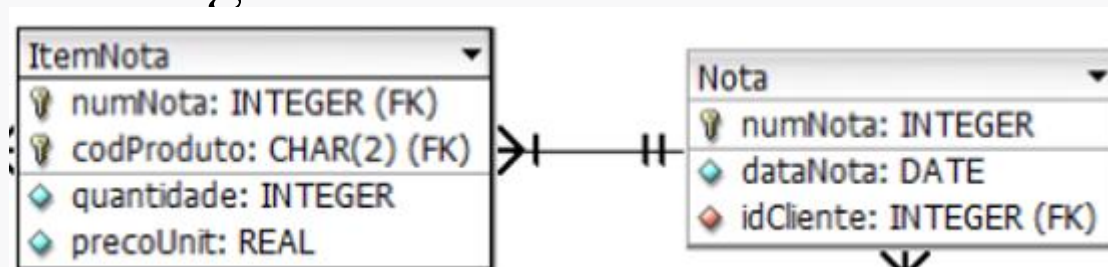 ItemNota
numNota: INTEGER (FK)
codProduto: CHAR(2) (FK)
quantidade: INTEGER
precoUnit: REAL
Nota
numNota: INTEGER
dataNota: DATE
idCliente: INTEGER (FK)